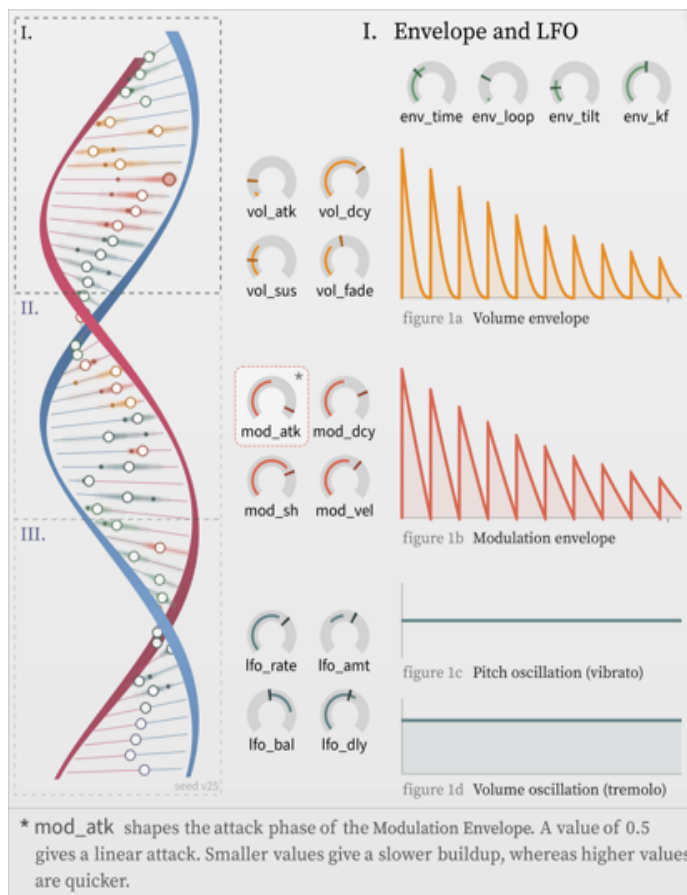 I.
I. Envelope and LFO
env_time env_loop env_tilt env_kf
vol_atk vol_dcy
vol_sus vol_fade
figure 1a Volume envelope
II.
*
mod_atk mod_dcy
mod_sh mod_vel
figure 1b Modulation envelope
III.
lfo_rate lfo_amt
figure 1c Pitch oscillation (vibrato)
lfo_bal lfo_dly
seed v25
figure 1d Volume oscillation (tremolo)
* mod_atk shapes the attack phase of the Modulation Envelope. A value of 0.5
gives a linear attack. Smaller values give a slower buildup, whereas higher values
are quicker.